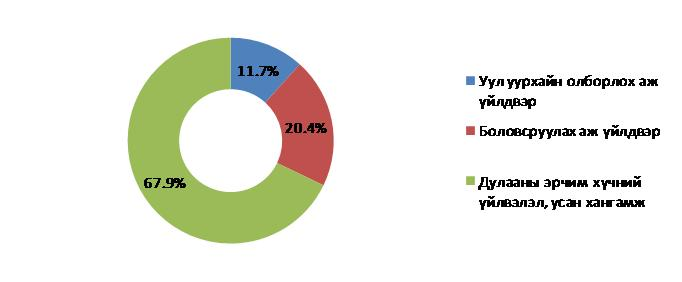 11.7%
20.4%
67.9%
Уул уурхайн олборлох аж
үйлдвэр
Боловсруулах аж үйлдвэр
Дулааны эрчим хүчний
үйлвэлэл, усан хангамж